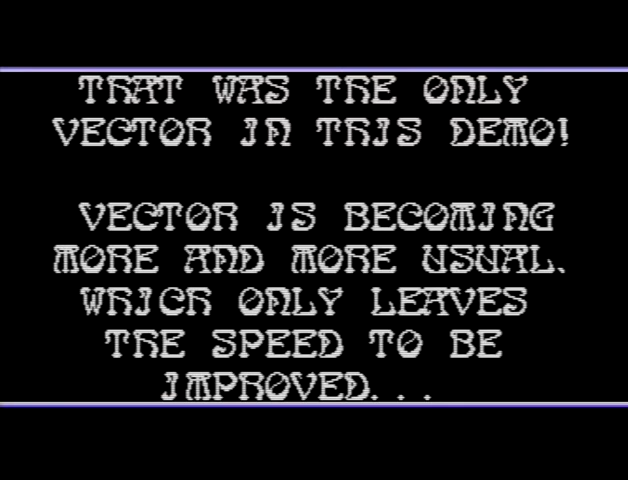 THAT WAS THE ONLY
VECTOR IN THIS DEMO!
VECTOR IS BECOMING
MORE AND MORE USUAL.
WHICH ONLY LEAVES
THE SPEED TO BE
IMPROVED...